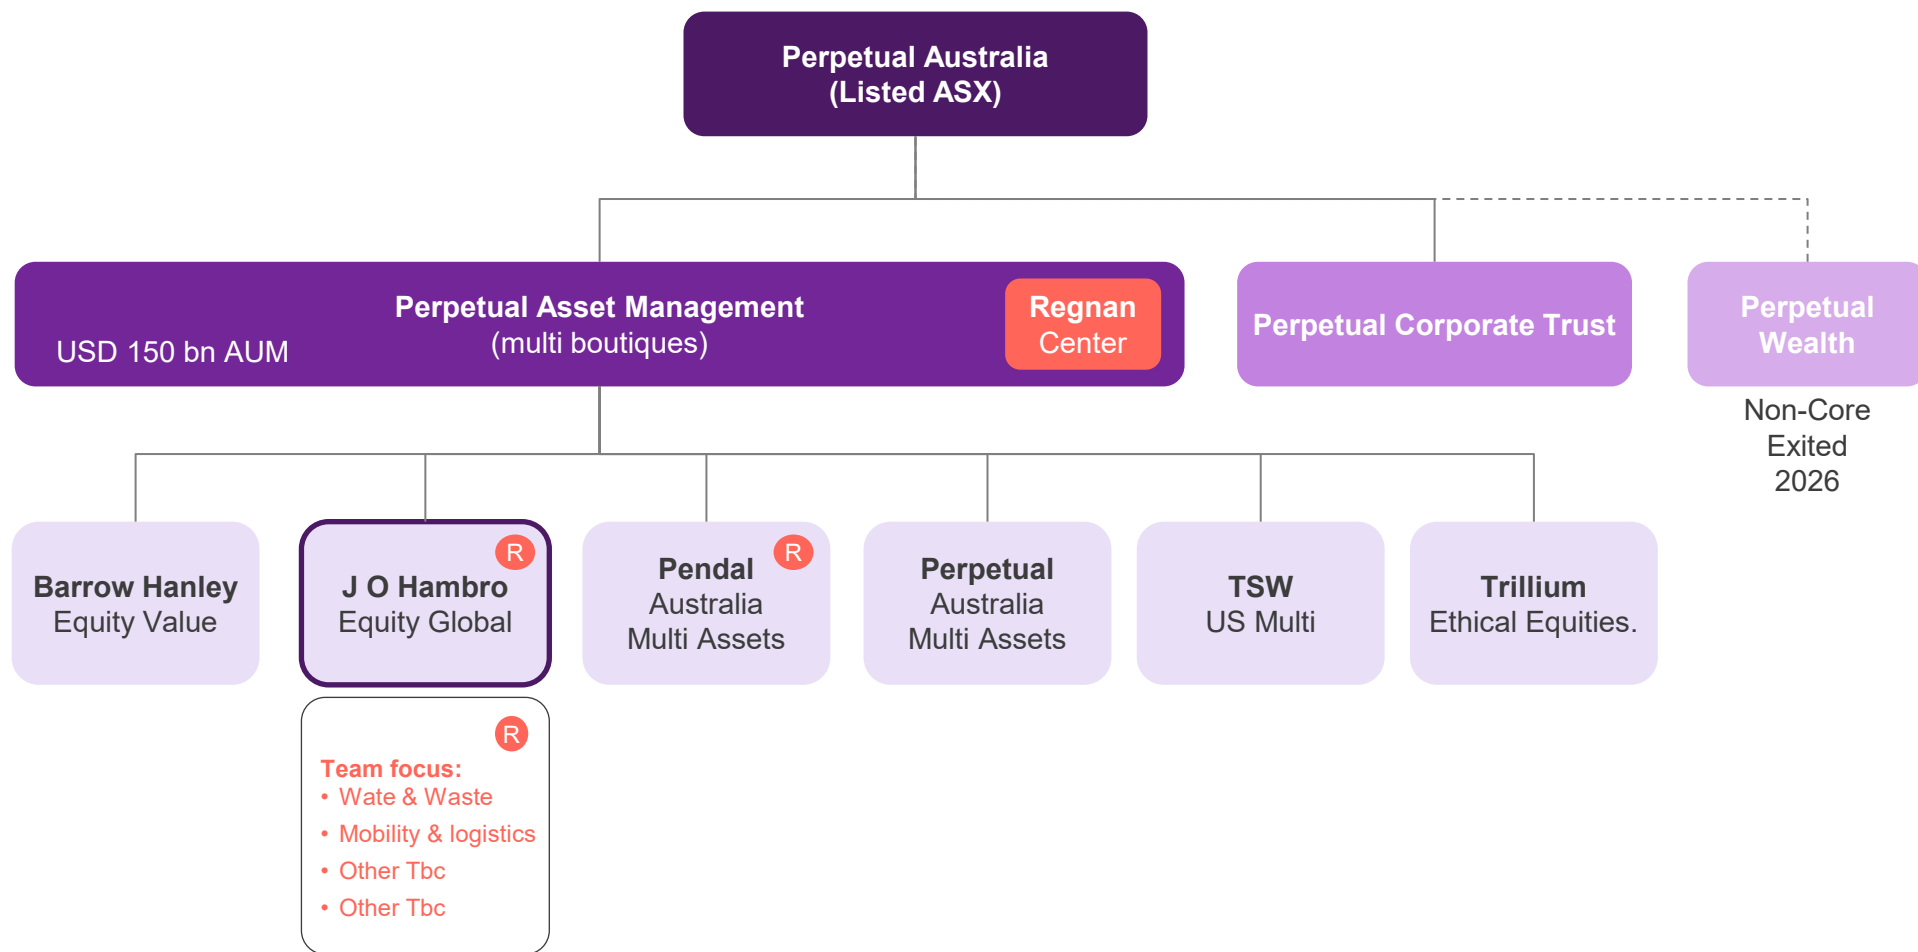 Perpetual Australia
(Listed ASX)
Perpetual Asset Management
(multi boutiques)
USD 150 bn AUM
Regnan
Center
Perpetual Corporate Trust
Perpetual
Wealth
Non-Core
Exited
2026
Barrow Hanley
Equity Value
R
J O Hambro
Equity Global
R
Pendal
Australia
Multi Assets
Perpetual
Australia
Multi Assets
TSW
US Multi
Trillium
Ethical Equities.
R
Team focus:
• Wate & Waste
• Mobility & logistics
• Other Tbc
• Other Tbc